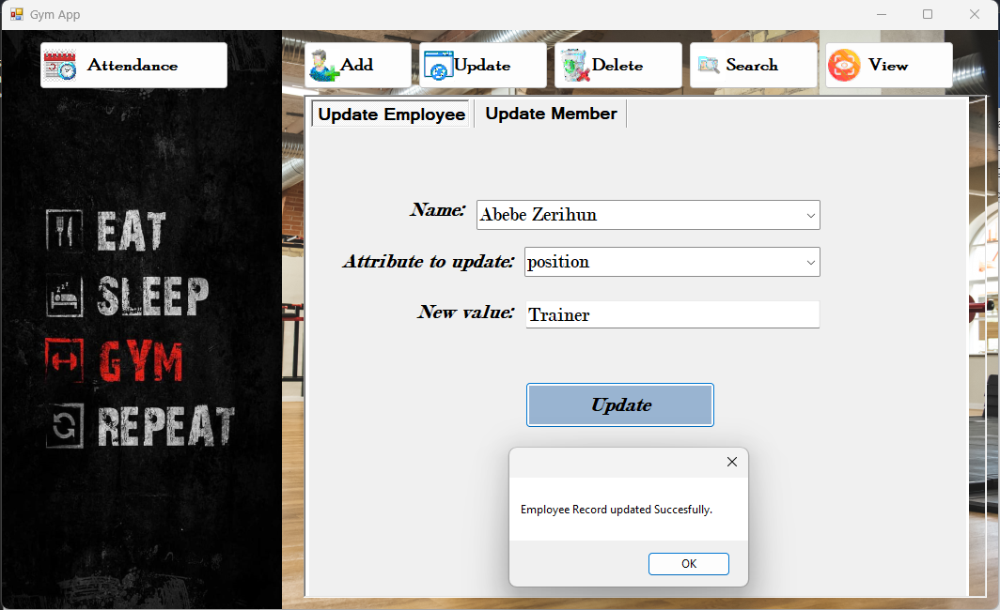 Gym App
Attendance
Add
Update
Delete
Search
View
Update Employee
Update Member
Name:
Abebe Zerihun
Attribute to update:
position
New value:
Trainer
Update
Employee Record updated Succesfully.
OK
EAT
SLEEP
GYM
REPEAT